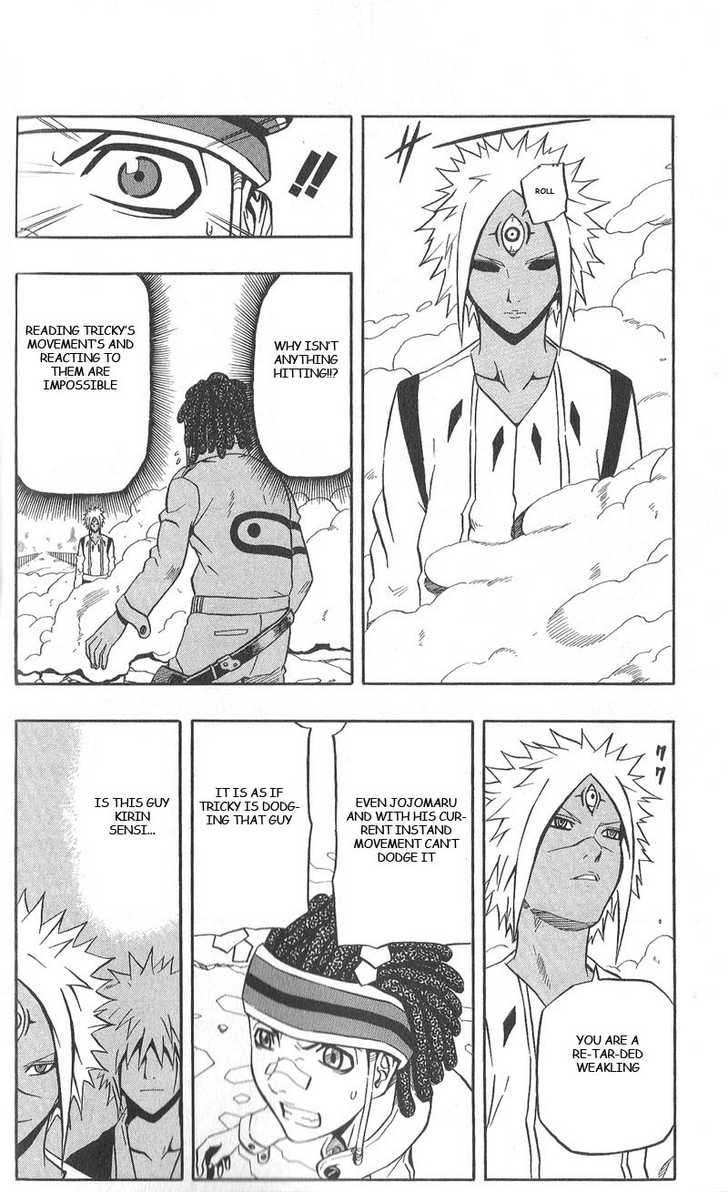 ROLL
!!
WHY ISN'T
ANYTHING
HITTING!!?
READING TRICKY'S
MOVEMENT'S AND
REACTING TO
THEM ARE
IMPOSSIBLE
クク
YOU ARE A
RE-TAR-DED
WEAKLING
EVEN JOJOMARU
AND WITH HIS CUR-
RENT INSTAND
MOVEMENT CAN'T
DODGE IT
IT IS AS IF
TRICKY IS DODG-
ING THAT GUY
IS THIS GUY
KIRIN
SENSI...